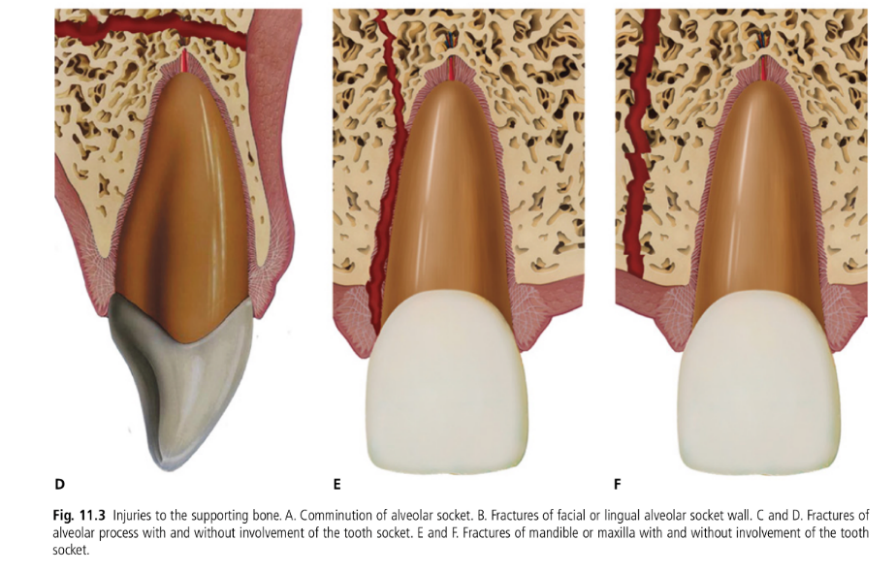 D E F
Fig. 11.3 Injuries to the supporting bone. A. Comminution of alveolar socket. B. Fractures of facial or lingual alveolar socket wall. C and D. Fractures of
alveolar process with and without involvement of the tooth socket. E and F. Fractures of mandible or maxilla with and without involvement of the tooth
socket.